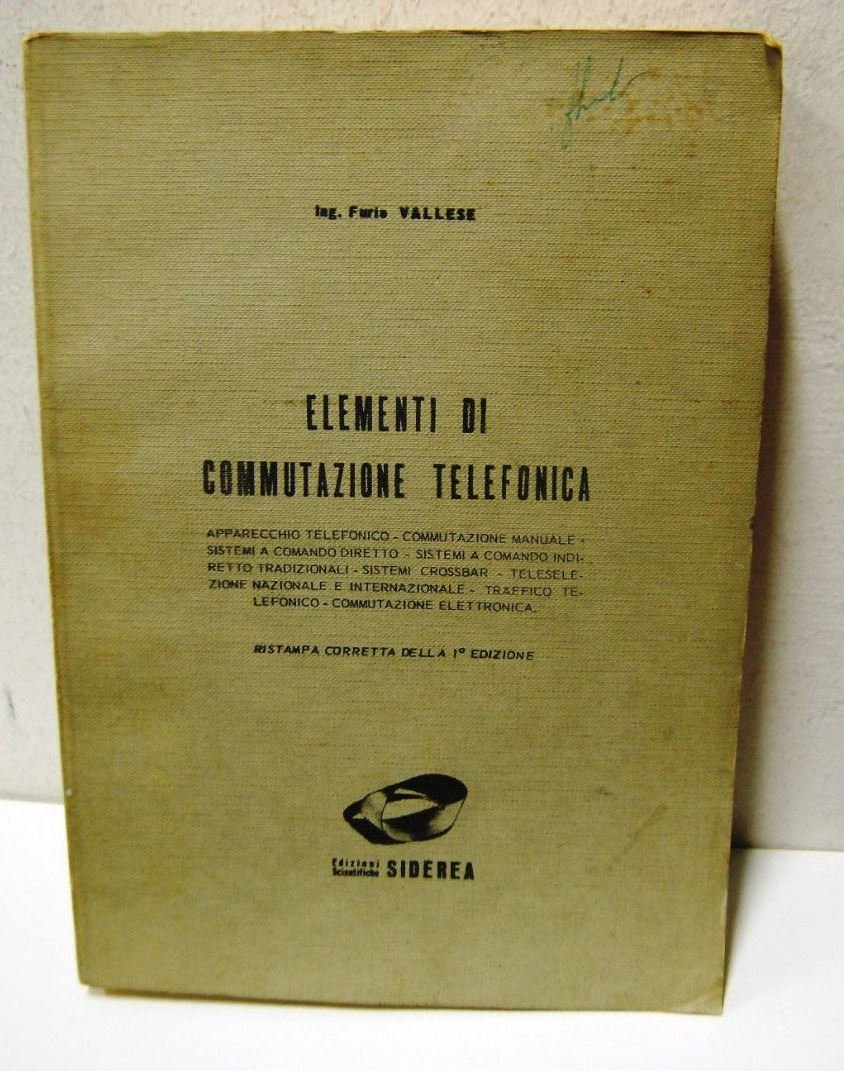 Ing. Furio VALLESE
ELEMENTI DI
COMMUTAZIONE TELEFONICA
APPARECCHIO TELEFONICO - COMMUTAZIONE MANUALE -
SISTEMI A COMANDO DIRETTO - SISTEMI A COMANDO INDI-
RETTO TRADIZIONALI - SISTEMI CROSSBAR - TELESELE-
ZIONE NAZIONALE E INTERNAZIONALE - TRAFFICO TE-
LEFONICO - COMMUTAZIONE ELETTRONICA.
RISTAMPA CORRETTA DELLA 1° EDIZIONE
Edizioni
Scientifiche SIDEREA